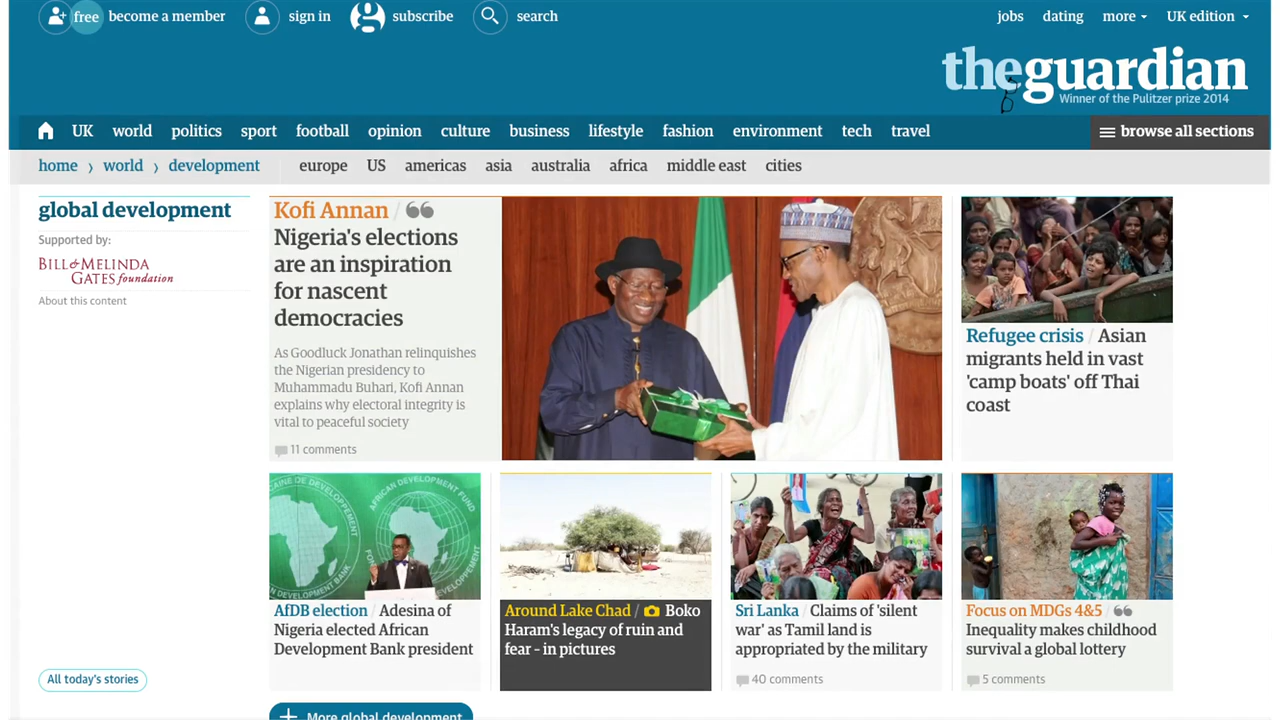 free become a member sign in subscribe search jobs dating more UK edition
theguardian
Winner of the Pulitzer prize 2014
UK world politics sport football opinion culture business lifestyle fashion environment tech travel browse all sections
home › world › development europe US americas asia australia africa middle east cities
global development
Supported by:
BILL & MELINDA
GATES foundation
About this content
All today's stories
Kofi Annan /
Nigeria's elections
are an inspiration
for nascent
democracies
As Goodluck Jonathan relinquishes
the Nigerian presidency to
Muhammadu Buhari, Kofi Annan
explains why electoral integrity is
vital to peaceful society
11 comments
Refugee crisis / Asian
migrants held in vast
'camp boats' off Thai
coast
AFRICAN DEVELOPMENT FUND
AfDB election / Adesina of
Nigeria elected African
Development Bank president
Around Lake Chad / Boko
Haram's legacy of ruin and
fear – in pictures
Sri Lanka / Claims of 'silent
war' as Tamil land is
appropriated by the military
40 comments
Focus on MDGs 4&5 /
Inequality makes childhood
survival a global lottery
5 comments
More global development